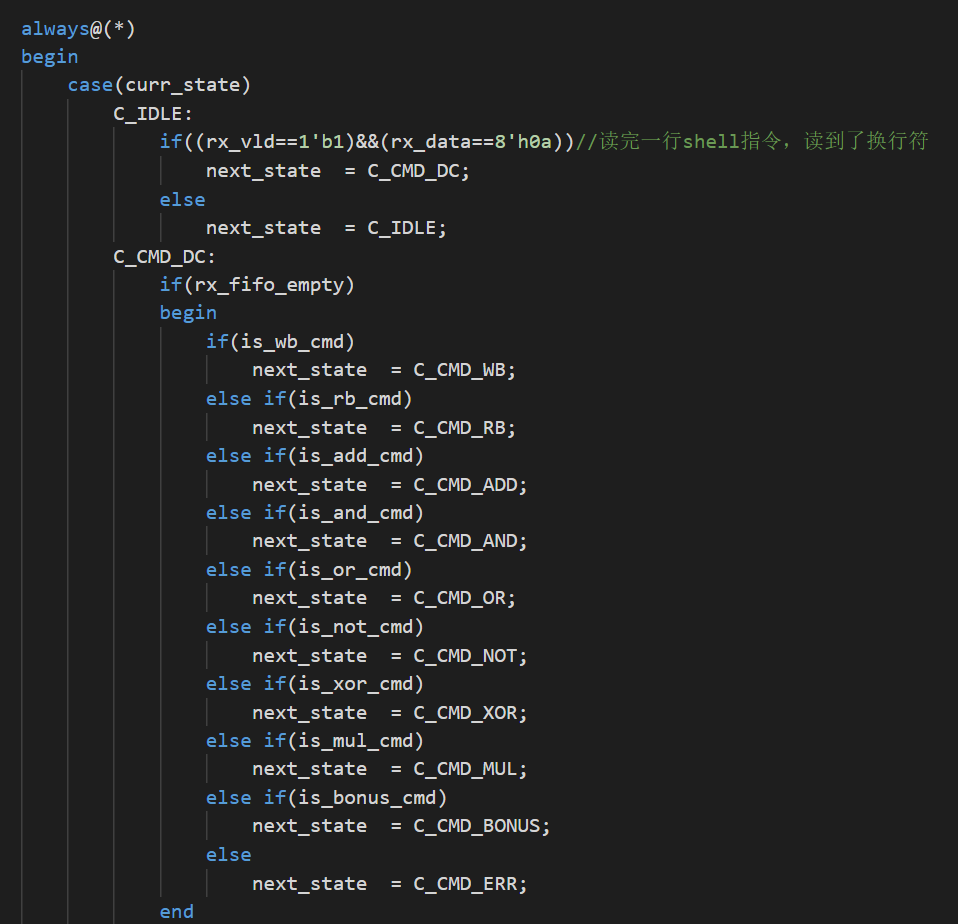 always@(*)
begin
    case(curr_state)
        C_IDLE:
            if((rx_vld==1'b1)&&(rx_data==8'h0a))//读完一行shell指令，读到了换行符
                next_state  = C_CMD_DC;
            else
                next_state  = C_IDLE;
        C_CMD_DC:
            if(rx_fifo_empty)
            begin
                if(is_wb_cmd)
                    next_state  = C_CMD_WB;
                else if(is_rb_cmd)
                    next_state  = C_CMD_RB;
                else if(is_add_cmd)
                    next_state  = C_CMD_ADD;
                else if(is_and_cmd)
                    next_state  = C_CMD_AND;
                else if(is_or_cmd)
                    next_state  = C_CMD_OR;
                else if(is_not_cmd)
                    next_state  = C_CMD_NOT;
                else if(is_xor_cmd)
                    next_state  = C_CMD_XOR;
                else if(is_mul_cmd)
                    next_state  = C_CMD_MUL;
                else if(is_bonus_cmd)
                    next_state  = C_CMD_BONUS;
                else
                    next_state  = C_CMD_ERR;
            end